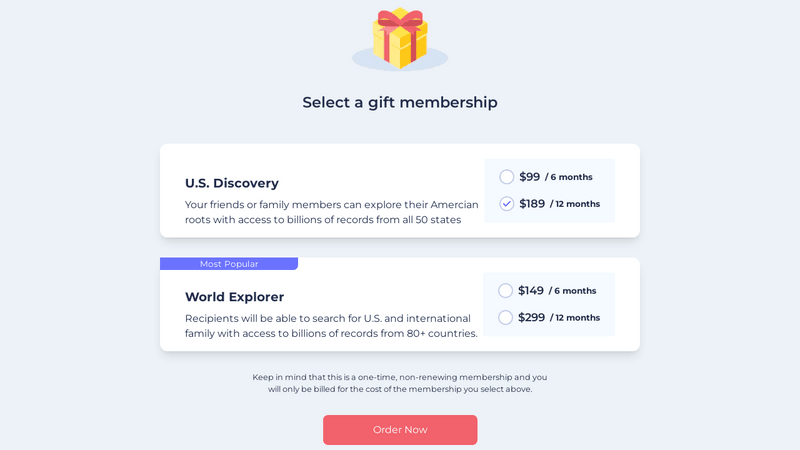 Select a gift membership
U.S. Discovery
Your friends or family members can explore their Amercian
roots with access to billions of records from all 50 states
$99 / 6 months
$189 / 12 months
Most Popular
World Explorer
Recipients will be able to search for U.S. and international
family with access to billions of records from 80+ countries.
$149 / 6 months
$299 / 12 months
Keep in mind that this is a one-time, non-renewing membership and you
will only be billed for the cost of the membership you select above.
Order Now